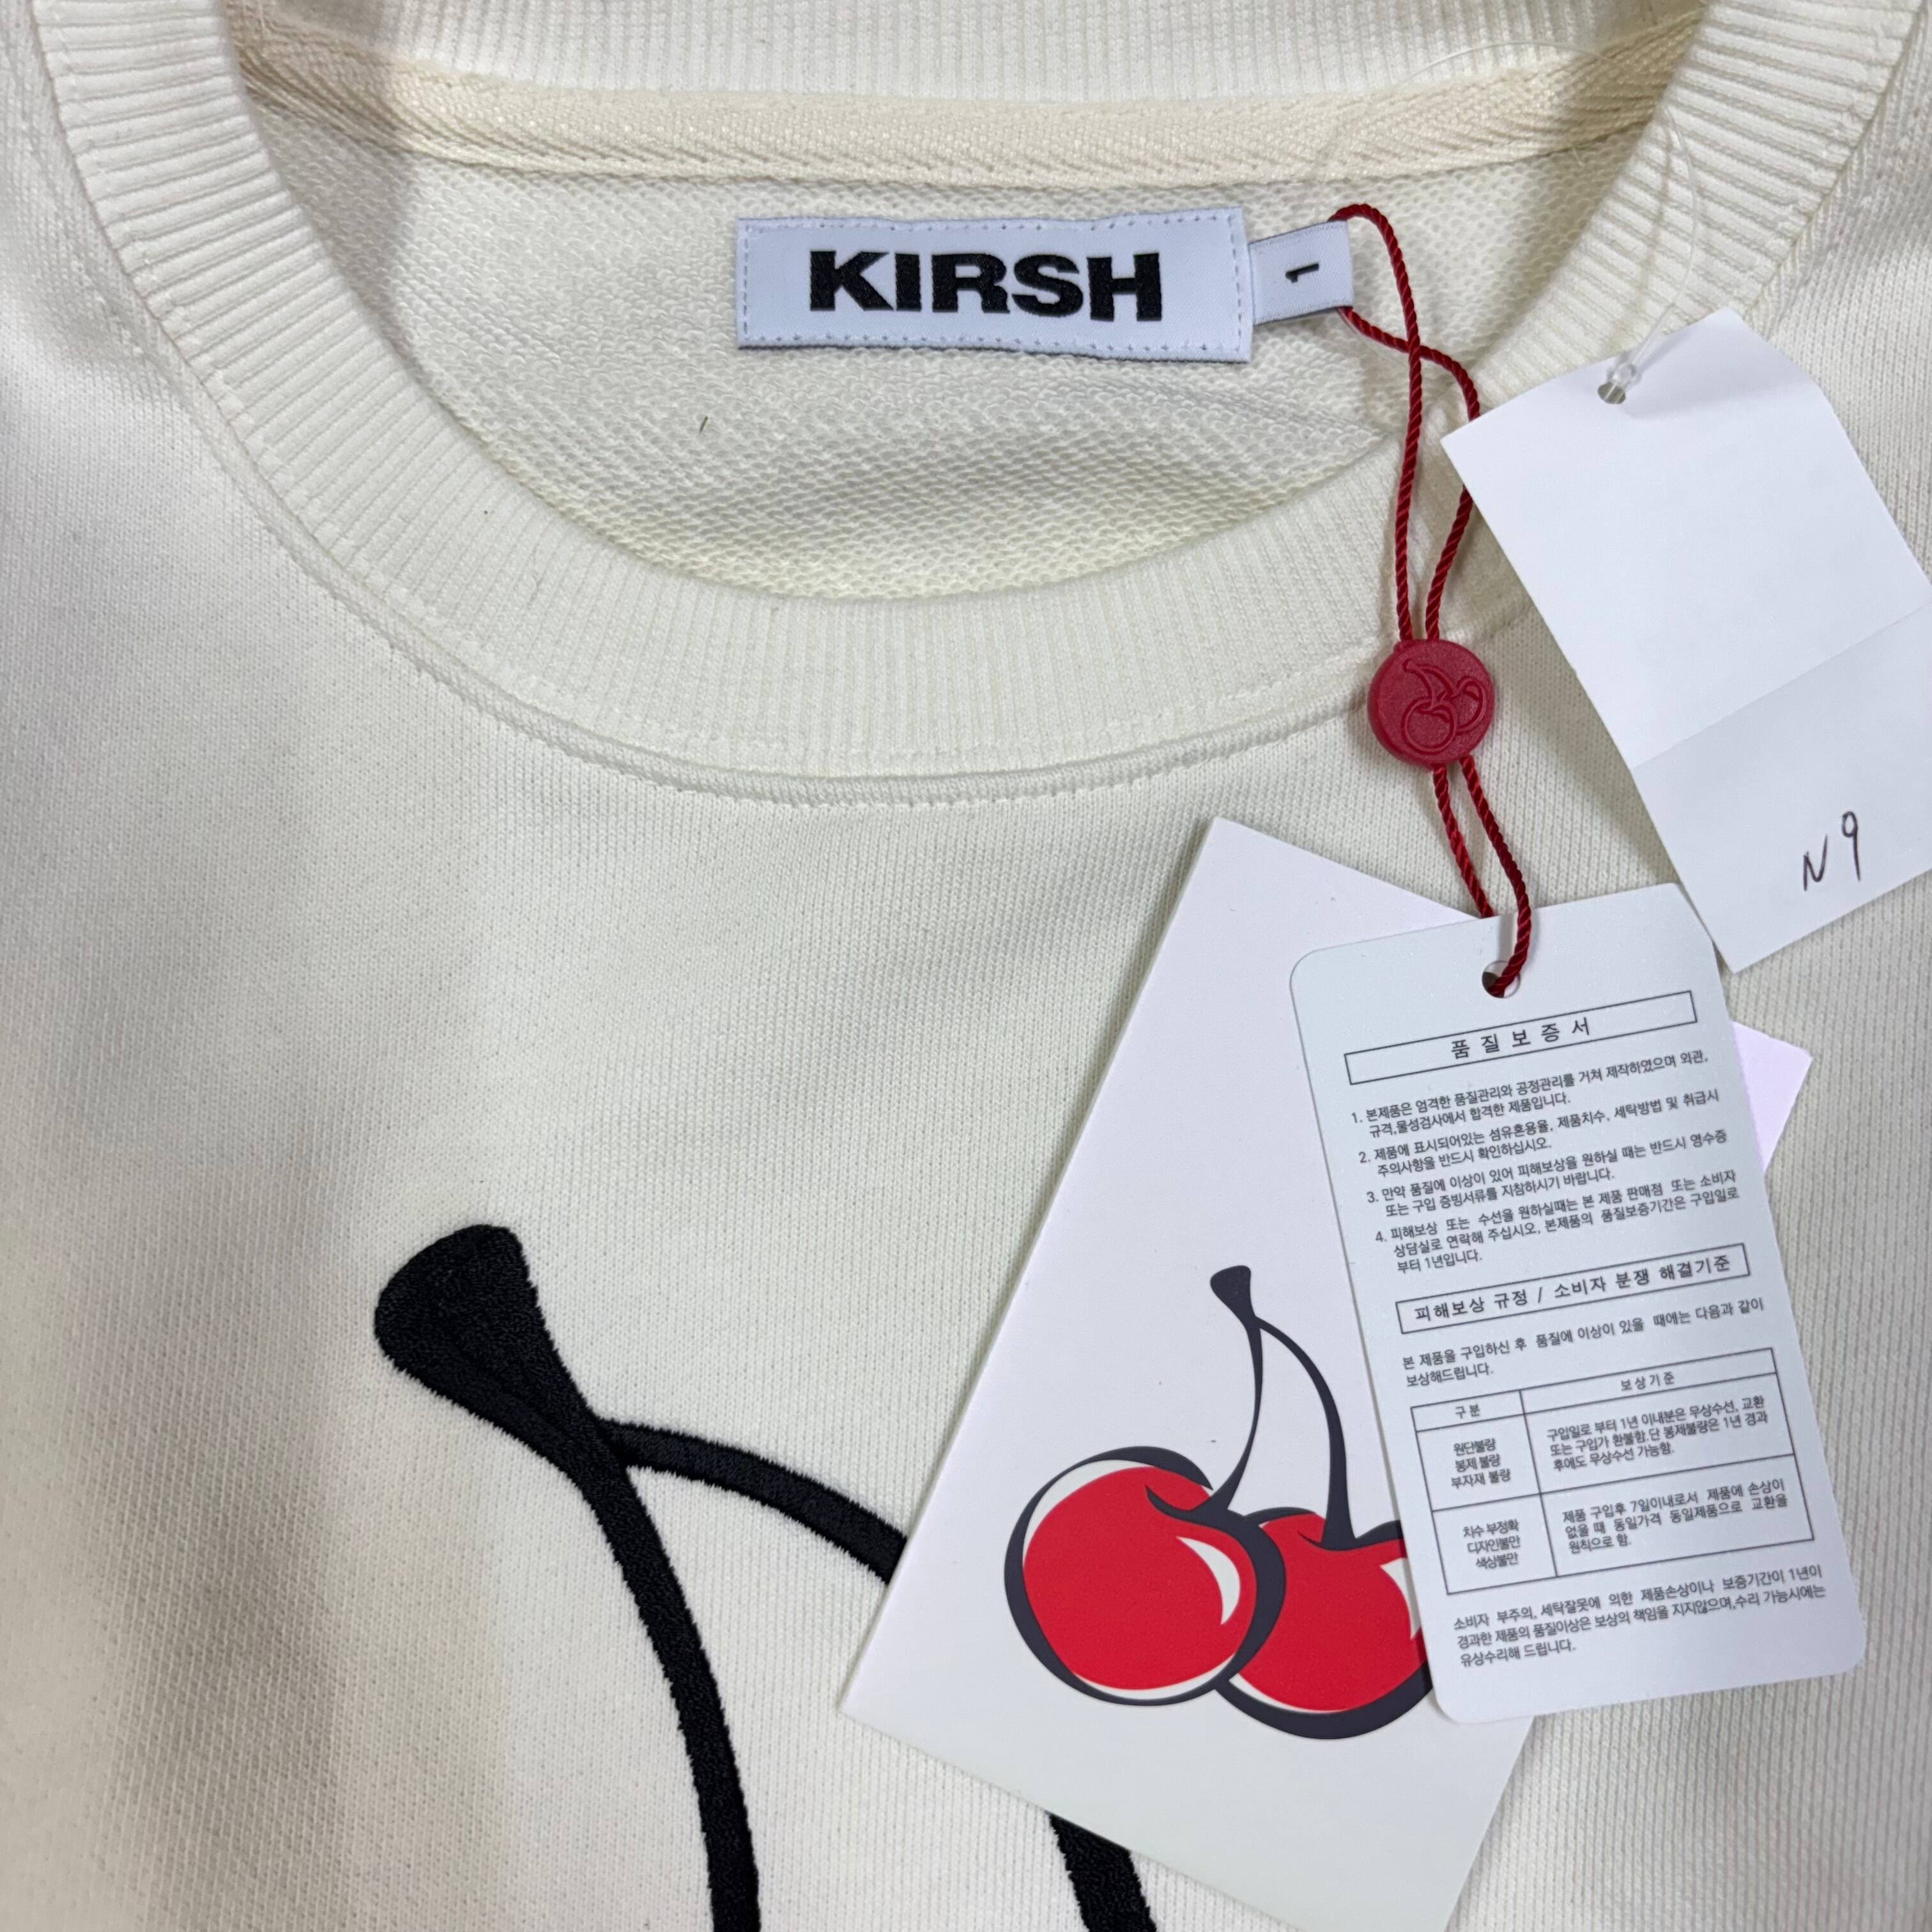 KIRSH
1
N9
품질보증서
1. 본제품은 엄격한 품질관리와 공정관리를 거쳐 제작하였으며 외관,
규격,물성검사에서 합격한 제품입니다.
2. 제품에 표시되어있는 섬유혼용율, 제품치수, 세탁방법 및 취급시
주의사항을 반드시 확인하십시오.
3. 만약 품질에 이상이 있어 피해보상을 원하실 때는 반드시 영수증
또는 구입 증빙서류를 지참하시기 바랍니다.
4. 피해보상 또는 수선을 원하실때는 본 제품 판매점 또는 소비자
상담실로 연락해 주십시오, 본제품의 품질보증기간은 구입일로
부터 1년입니다.
피해보상 규정 / 소비자 분쟁 해결기준
본 제품을 구입하신 후 품질에 이상이 있을 때에는 다음과 같이
보상해드립니다.
구분
보상기준
원단불량
봉제 불량
부자재 불량
구입일로 부터 1년 이내분은 무상수선, 교환
또는 구입가 환불함.단 봉제불량은 1년 경과
후에도 무상수선 가능함.
치수 부정확
디자인불만
색상불만
제품 구입후 7일이내로서 제품에 손상이
없을 때 동일가격 동일제품으로 교환을
원칙으로 함.
소비자 부주의, 세탁잘못에 의한 제품손상이나 보증기간이 1년이
경과한 제품의 품질이상은 보상의 책임을 지지않으며,수리 가능시에는
유상수리해 드립니다.